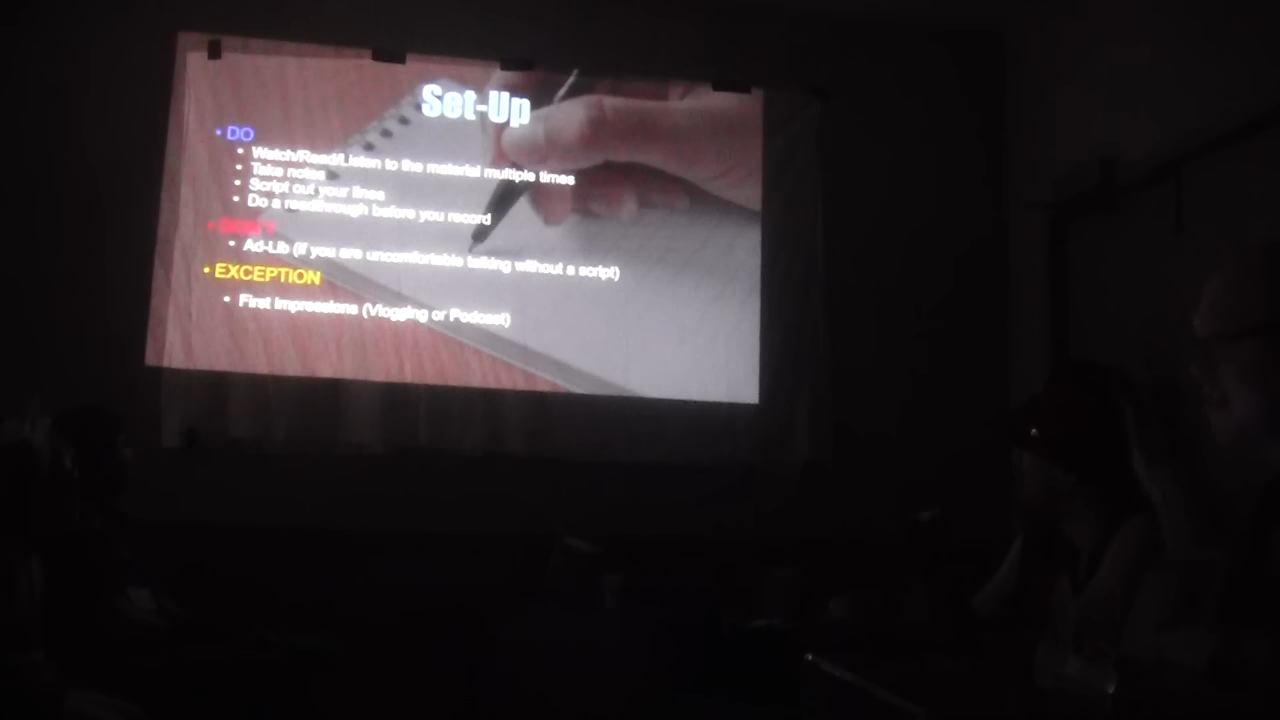 Set-Up
• DO
• Watch/Read/Listen to the material multiple times
• Take notes
• Script out your lines
• Do a readthrough before you record
• DON'T
• Ad-Lib (if you are uncomfortable talking without a script)
• EXCEPTION
• First Impressions (Vlogging or Podcast)